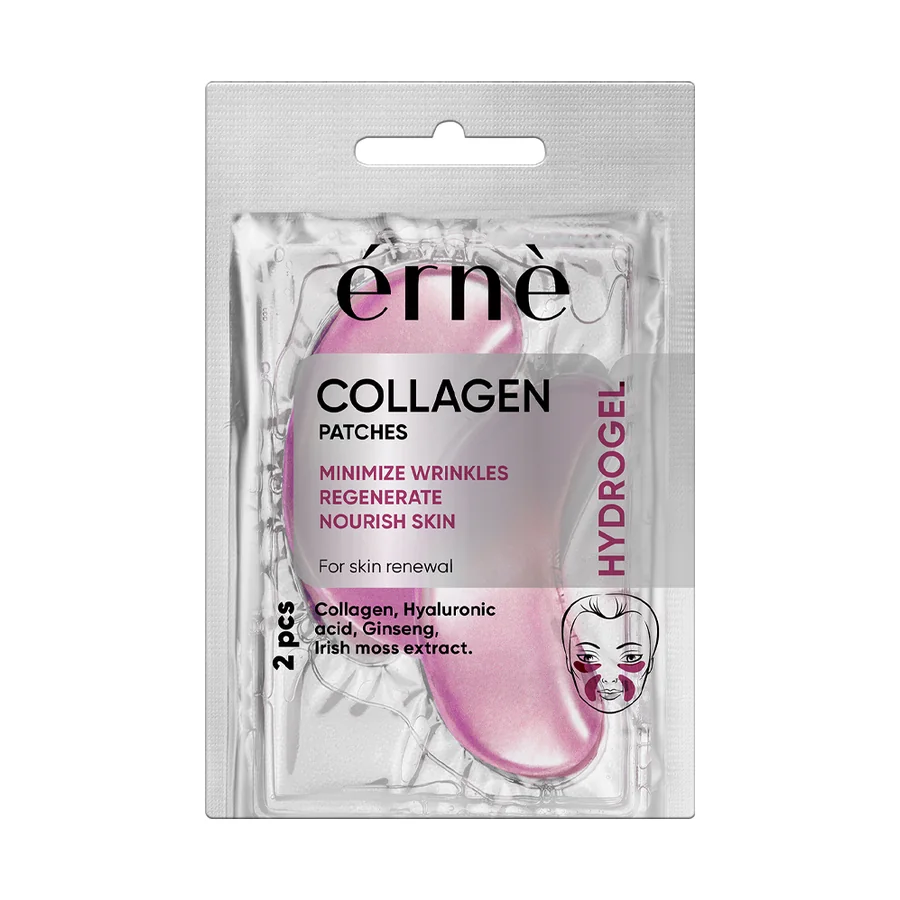 érnè
COLLAGEN
PATCHES
MINIMIZE WRINKLES
REGENERATE
NOURISH SKIN
For skin renewal
HYDROGEL
2 pcs
Collagen, Hyaluronic
acid, Ginseng,
Irish moss extract.